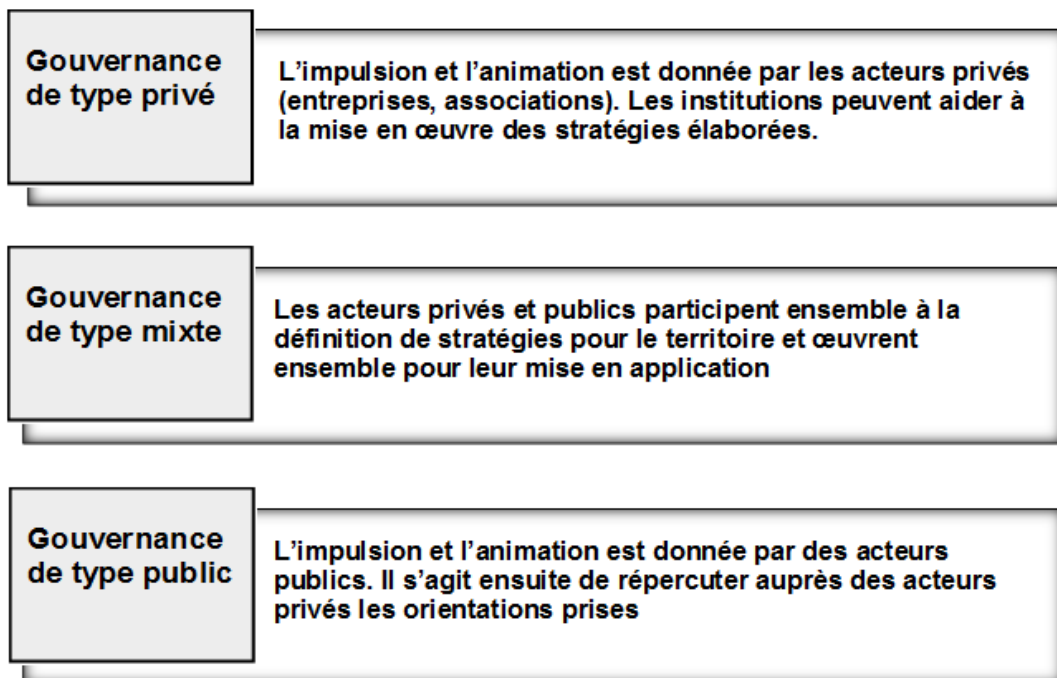 Gouvernance
de type privé
L'impulsion et l'animation est donnée par les acteurs privés
(entreprises, associations). Les institutions peuvent aider à
la mise en œuvre des stratégies élaborées.
Gouvernance
de type mixte
Les acteurs privés et publics participent ensemble à la
définition de stratégies pour le territoire et œuvrent
ensemble pour leur mise en application
Gouvernance
de type public
L'impulsion et l'animation est donnée par des acteurs
publics. Il s'agit ensuite de répercuter auprès des acteurs
privés les orientations prises